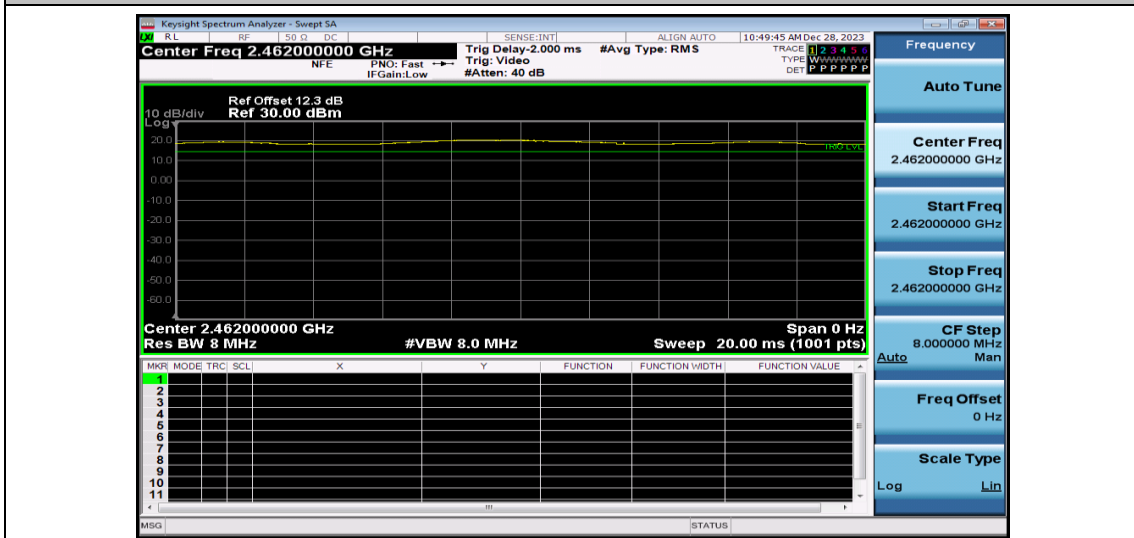 Keysight Spectrum Analyzer - Swept SA
LXI RL RF 50 Ω DC SENSE:INT ALIGN AUTO 10:49:45 AM Dec 28, 2023
Center Freq 2.462000000 GHz Trig Delay-2.000 ms #Avg Type: RMS TRACE 1 2 3 4 5 6
NFE PNO: Fast Trig: Video TYPE WWWWWW
IFGain:Low #Atten: 40 dB DET P P P P P P
Ref Offset 12.3 dB
10 dB/div Ref 30.00 dBm
Log
20.0
TRIG LVL
10.0
0.00
-10.0
-20.0
-30.0
-40.0
-50.0
-60.0
Center 2.462000000 GHz Span 0 Hz
Res BW 8 MHz #VBW 8.0 MHz Sweep 20.00 ms (1001 pts)
MKR MODE TRC SCL X Y FUNCTION FUNCTION WIDTH FUNCTION VALUE
1
2
3
4
5
6
7
8
9
10
11
MSG STATUS
Frequency
Auto Tune
Center Freq
2.462000000 GHz
Start Freq
2.462000000 GHz
Stop Freq
2.462000000 GHz
CF Step
8.000000 MHz
Auto Man
Freq Offset
0 Hz
Scale Type
Log Lin